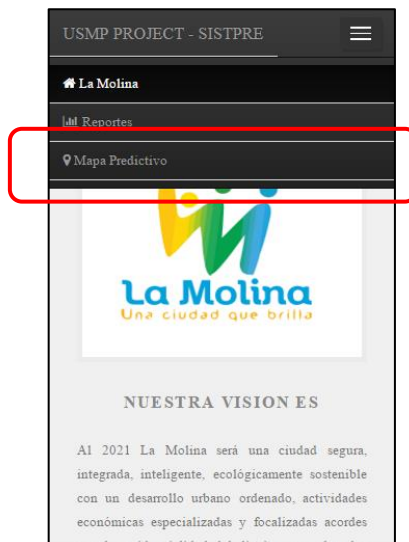 USMP PROJECT - SISTPRE
La Molina
Reportes
Mapa Predictivo
La Molina
Una ciudad que brilla
NUESTRA VISION ES
Al 2021 La Molina será una ciudad segura,
integrada, inteligente, ecológicamente sostenible
con un desarrollo urbano ordenado, actividades
económicas especializadas y focalizadas acordes